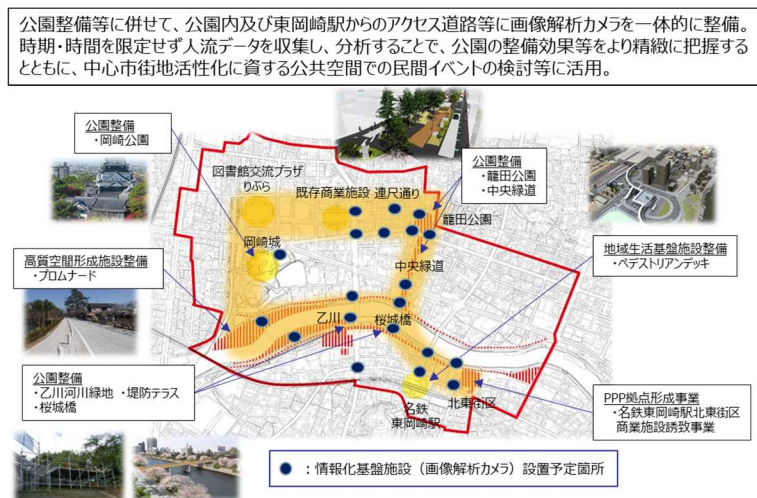 公園整備等に併せて、公園内及び東岡崎駅からのアクセス道路等に画像解析カメラを一体的に整備。
時期・時間を限定せず人流データを収集し、分析することで、公園の整備効果等をより精緻に把握する
とともに、中心市街地活性化に資する公共空間での民間イベントの検討等に活用。
公園整備
・岡崎公園
図書館交流プラザ
りぶら
既存商業施設 連尺通り
公園整備
・籠田公園
・中央緑道
籠田公園
岡崎城
中央緑道
地域生活基盤施設整備
・ペデストリアンデッキ
高質空間形成施設整備
・プロムナード
乙川
桜城橋
公園整備
・乙川河川緑地 ・堤防テラス
・桜城橋
名鉄
東岡崎駅
北東街区
PPP拠点形成事業
・名鉄東岡崎駅北東街区
商業施設誘致事業
●：情報化基盤施設（画像解析カメラ）設置予定箇所